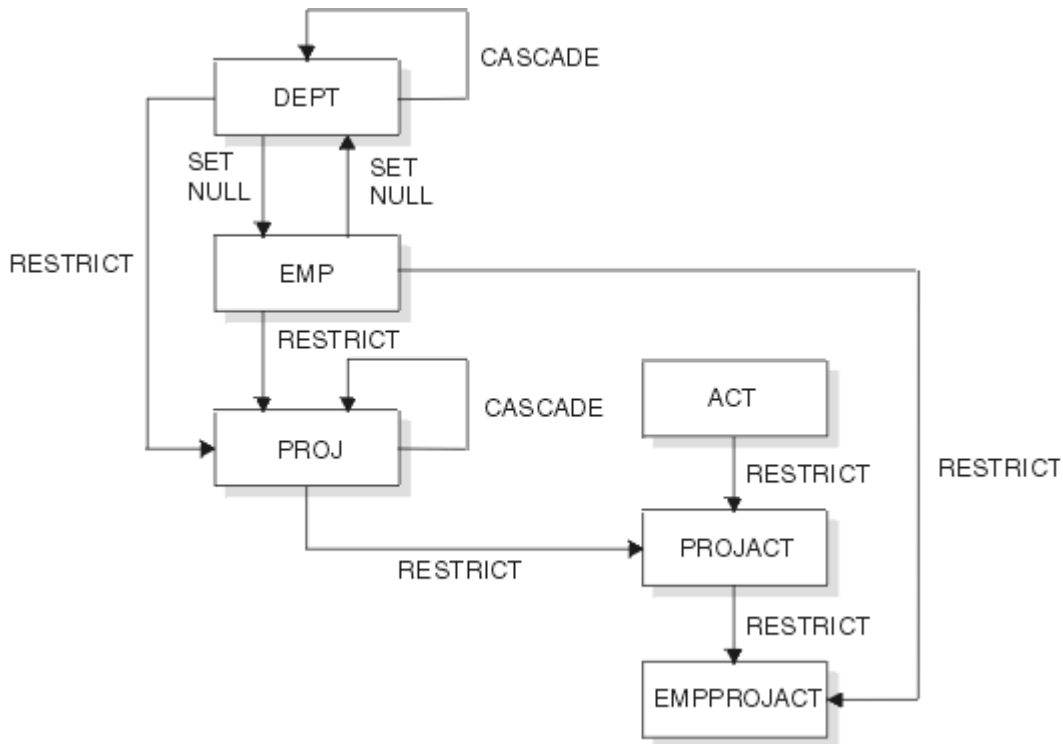 CASCADE
DEPT
SET
NULL
SET
NULL
RESTRICT
EMP
RESTRICT
CASCADE
ACT
PROJ
RESTRICT
RESTRICT
PROJACT
RESTRICT
RESTRICT
EMPPROJACT